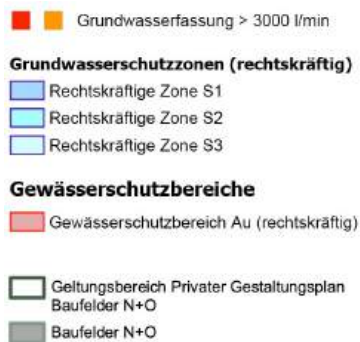 Grundwasserfassung > 3000 l/min
Grundwasserschutzzonen (rechtskräftig)
Rechtskräftige Zone S1
Rechtskräftige Zone S2
Rechtskräftige Zone S3
Gewässerschutzbereiche
Gewässerschutzbereich Au (rechtskräftig)
Geltungsbereich Privater Gestaltungsplan
Baufelder N+O
Baufelder N+O